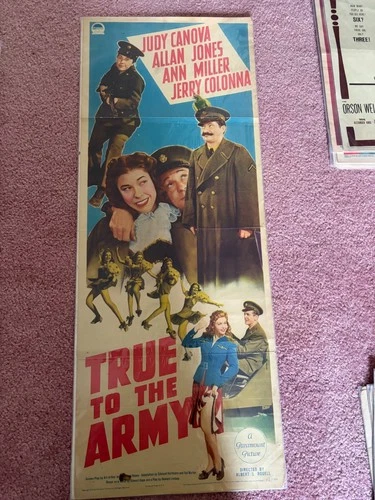 JUDY CANOVA
ALLAN JONES
ANN MILLER
JERRY COLONNA
TRUE
TO THE
ARMY
A
Paramount
Picture
DIRECTED BY
ALBERT S. ROGELL
SIX?
THREE!
ORSON WEL